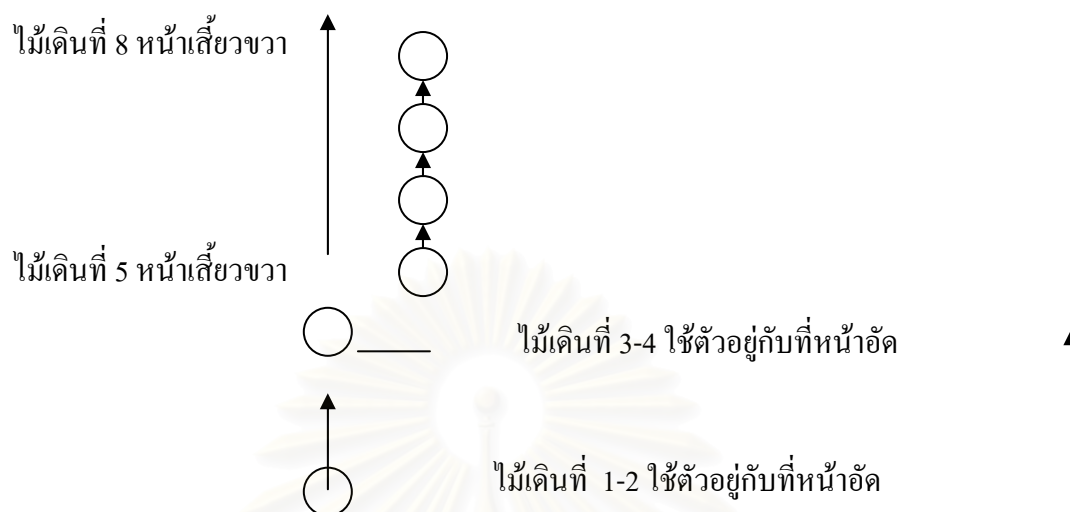 ไม้เดินที่ 8 หน้าเสี้ยวขวา
ไม้เดินที่ 5 หน้าเสี้ยวขวา
ไม้เดินที่ 3-4 ใช้ตัวอยู่กับที่หน้าอัด
ไม้เดินที่ 1-2 ใช้ตัวอยู่กับที่หน้าอัด